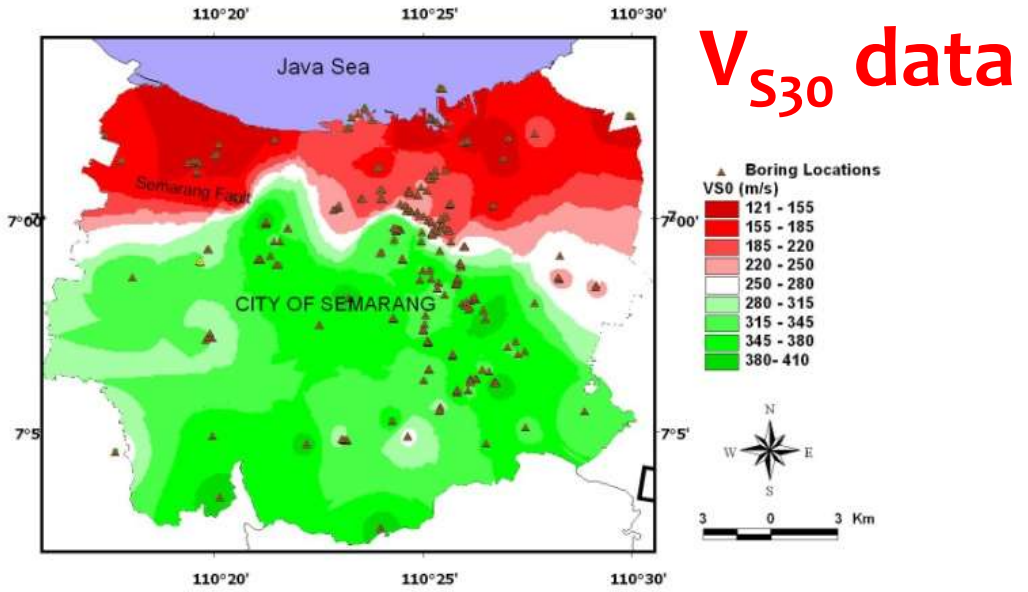 110°20' 110°25' 110°30'
V_S30 data
Java Sea
Semarang Fault
7°00' 7°00'
CITY OF SEMARANG
7°5' 7°5'
110°20' 110°25' 110°30'
Boring Locations
VS0 (m/s)
121 - 155
155 - 185
185 - 220
220 - 250
250 - 280
280 - 315
315 - 345
345 - 380
380- 410
N
W E
S
3 0 3 Km